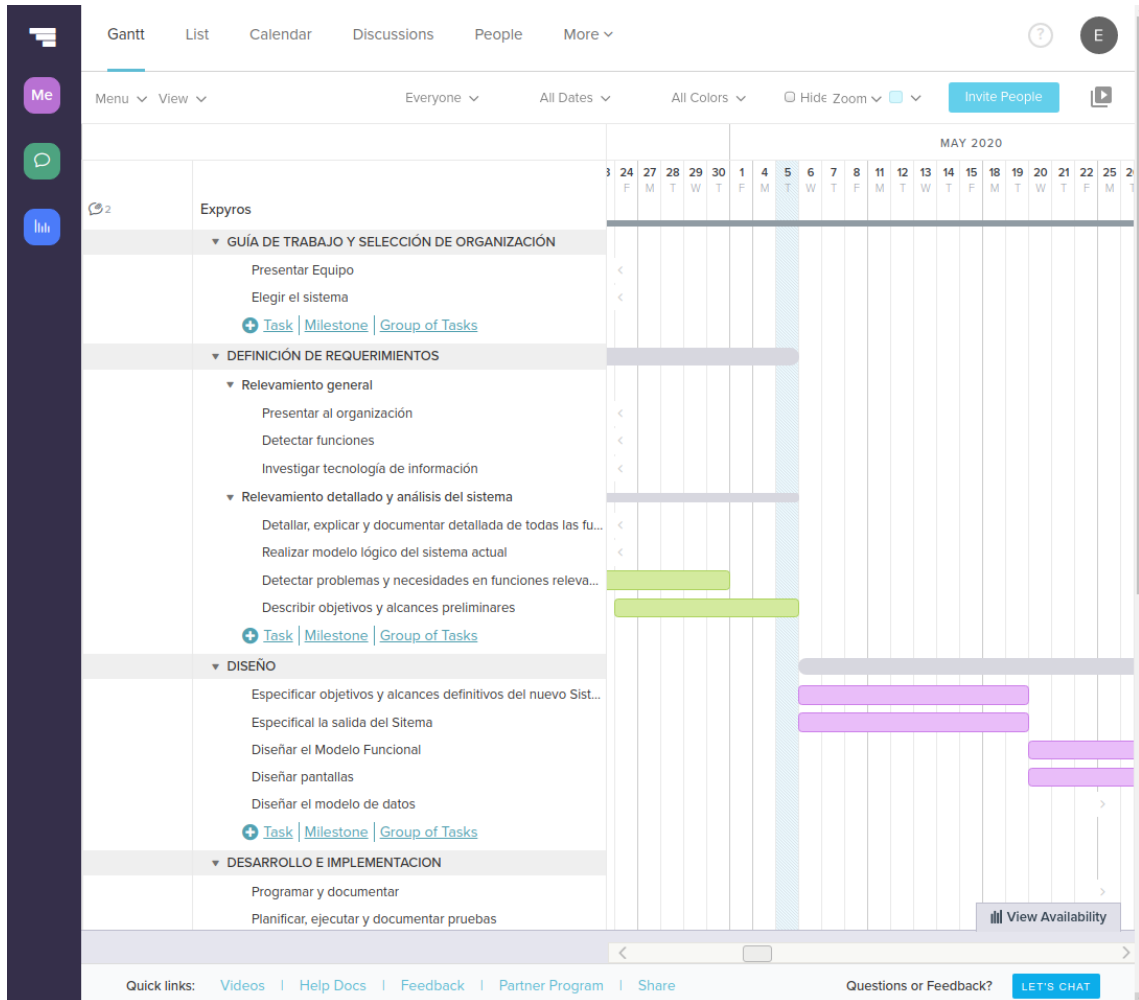 Gantt List Calendar Discussions People More ? E
Me
Menu View Everyone All Dates All Colors Hide Zoom Invite People
MAY 2020
24 27 28 29 30 1 4 5 6 7 8 11 12 13 14 15 18 19 20 21 22 25
F M T W T F M T W T F M T W T F M T W T F M
2 Expyros
GUÍA DE TRABAJO Y SELECCIÓN DE ORGANIZACIÓN
Presentar Equipo
Elegir el sistema
Task | Milestone | Group of Tasks
DEFINICIÓN DE REQUERIMIENTOS
Relevamiento general
Presentar al organización
Detectar funciones
Investigar tecnología de información
Relevamiento detallado y análisis del sistema
Detallar, explicar y documentar detallada de todas las fu...
Realizar modelo lógico del sistema actual
Detectar problemas y necesidades en funciones releva...
Describir objetivos y alcances preliminares
Task | Milestone | Group of Tasks
DISEÑO
Especificar objetivos y alcances definitivos del nuevo Sist...
Especifical la salida del Sitema
Diseñar el Modelo Funcional
Diseñar pantallas
Diseñar el modelo de datos
Task | Milestone | Group of Tasks
DESARROLLO E IMPLEMENTACION
Programar y documentar
Planificar, ejecutar y documentar pruebas
View Availability
Quick links: Videos | Help Docs | Feedback | Partner Program | Share Questions or Feedback? LET'S CHAT